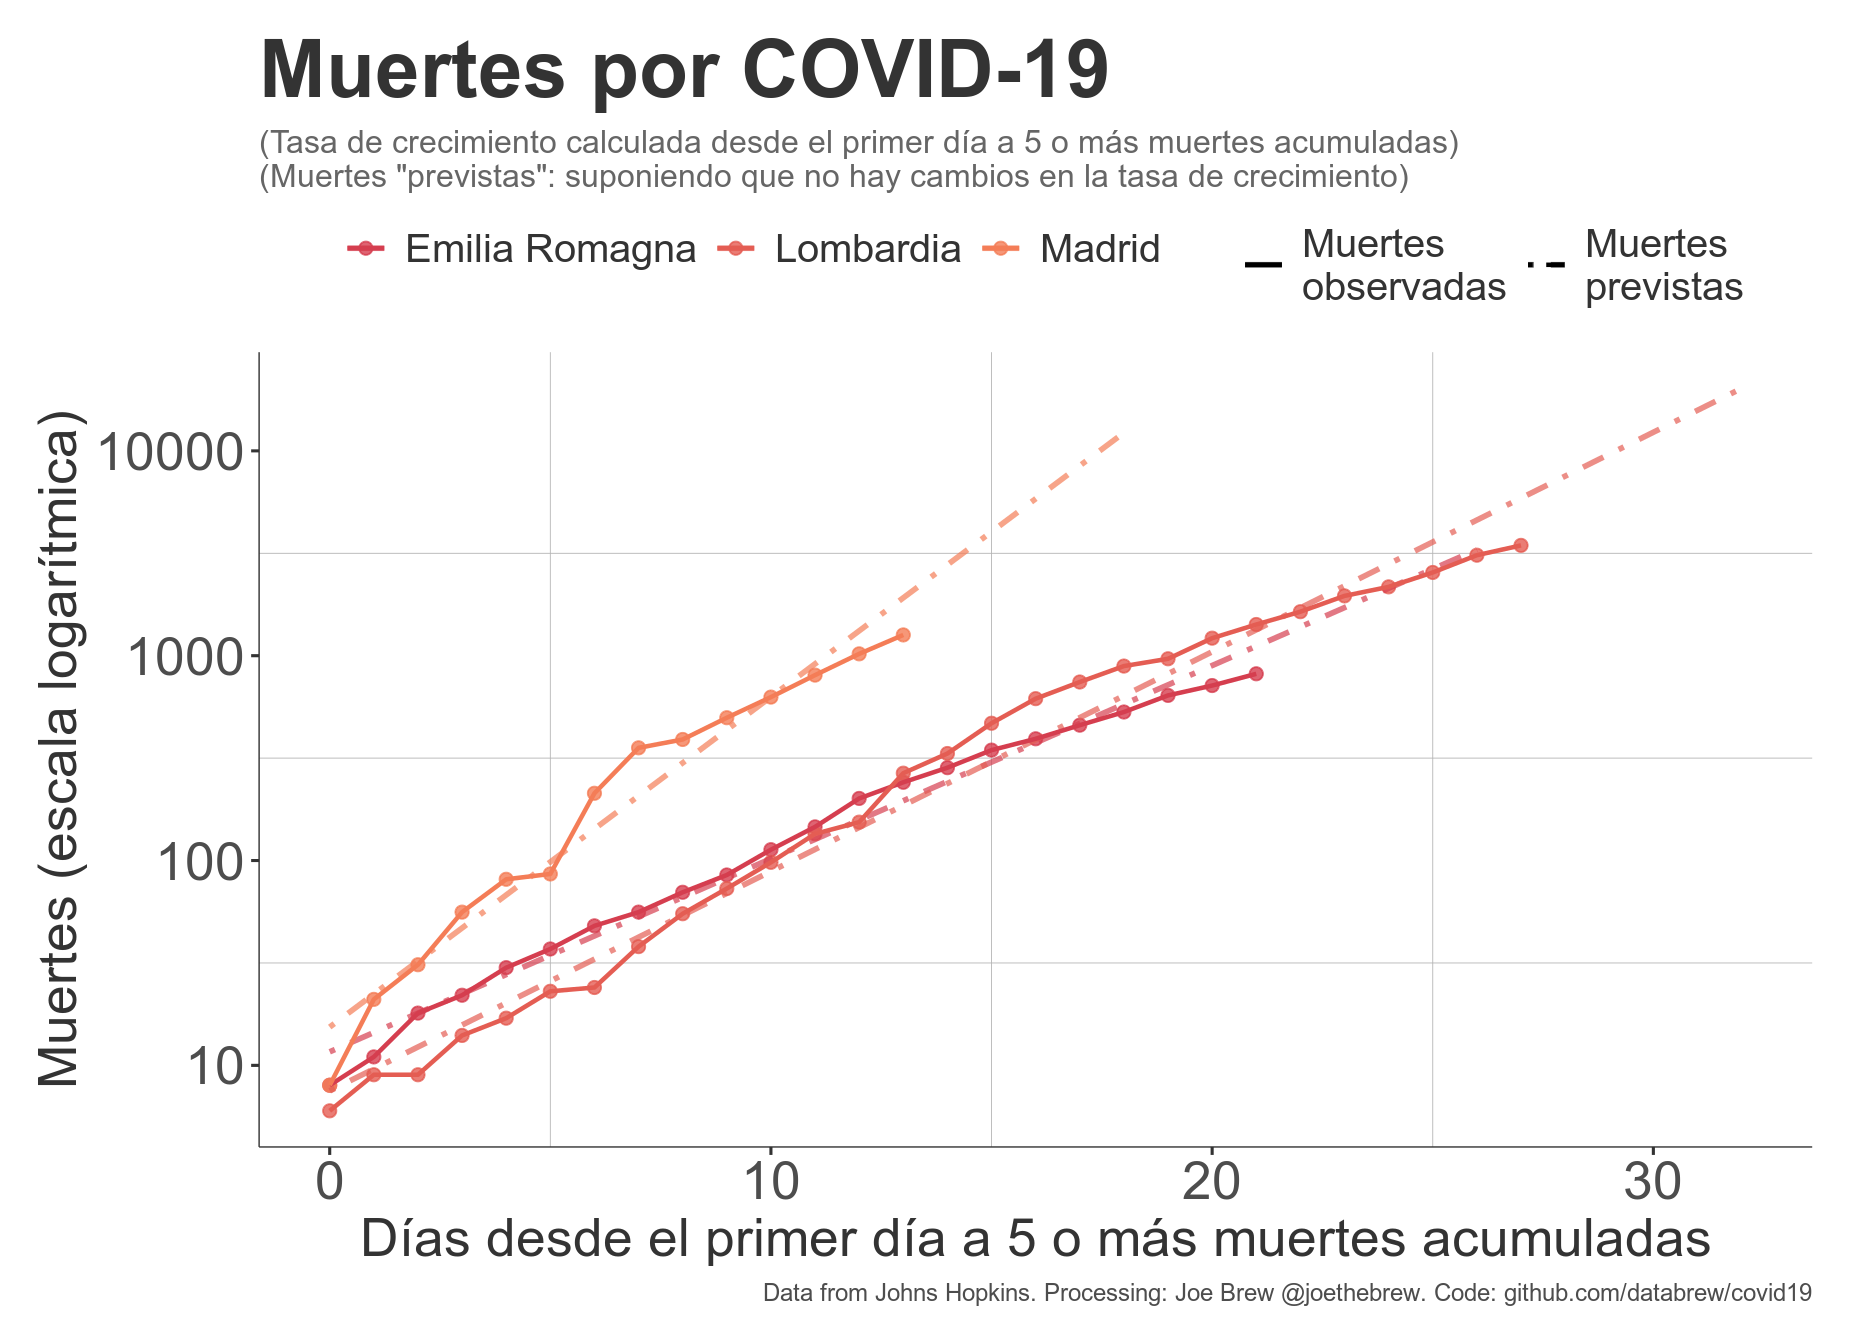 Muertes por COVID-19
(Tasa de crecimiento calculada desde el primer día a 5 o más muertes acumuladas)
(Muertes "previstas": suponiendo que no hay cambios en la tasa de crecimiento)
Emilia Romagna Lombardia Madrid
Muertes observadas
Muertes previstas
Muertes (escala logarítmica)
10000
1000
100
10
0 10 20 30
Días desde el primer día a 5 o más muertes acumuladas
Data from Johns Hopkins. Processing: Joe Brew @joethebrew. Code: github.com/databrew/covid19